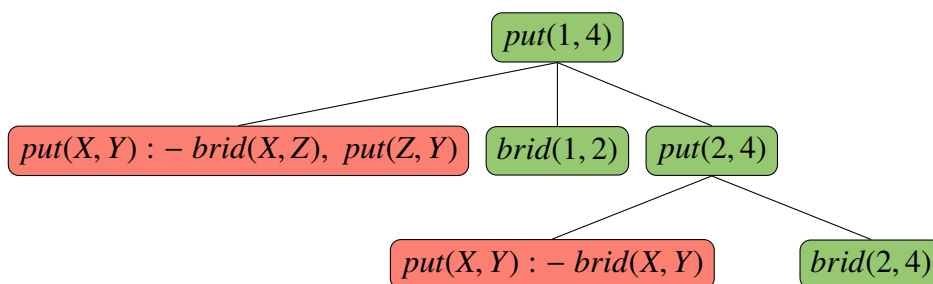 put(1, 4)
put(X, Y) : − brid(X, Z), put(Z, Y)
brid(1, 2)
put(2, 4)
put(X, Y) : − brid(X, Y)
brid(2, 4)